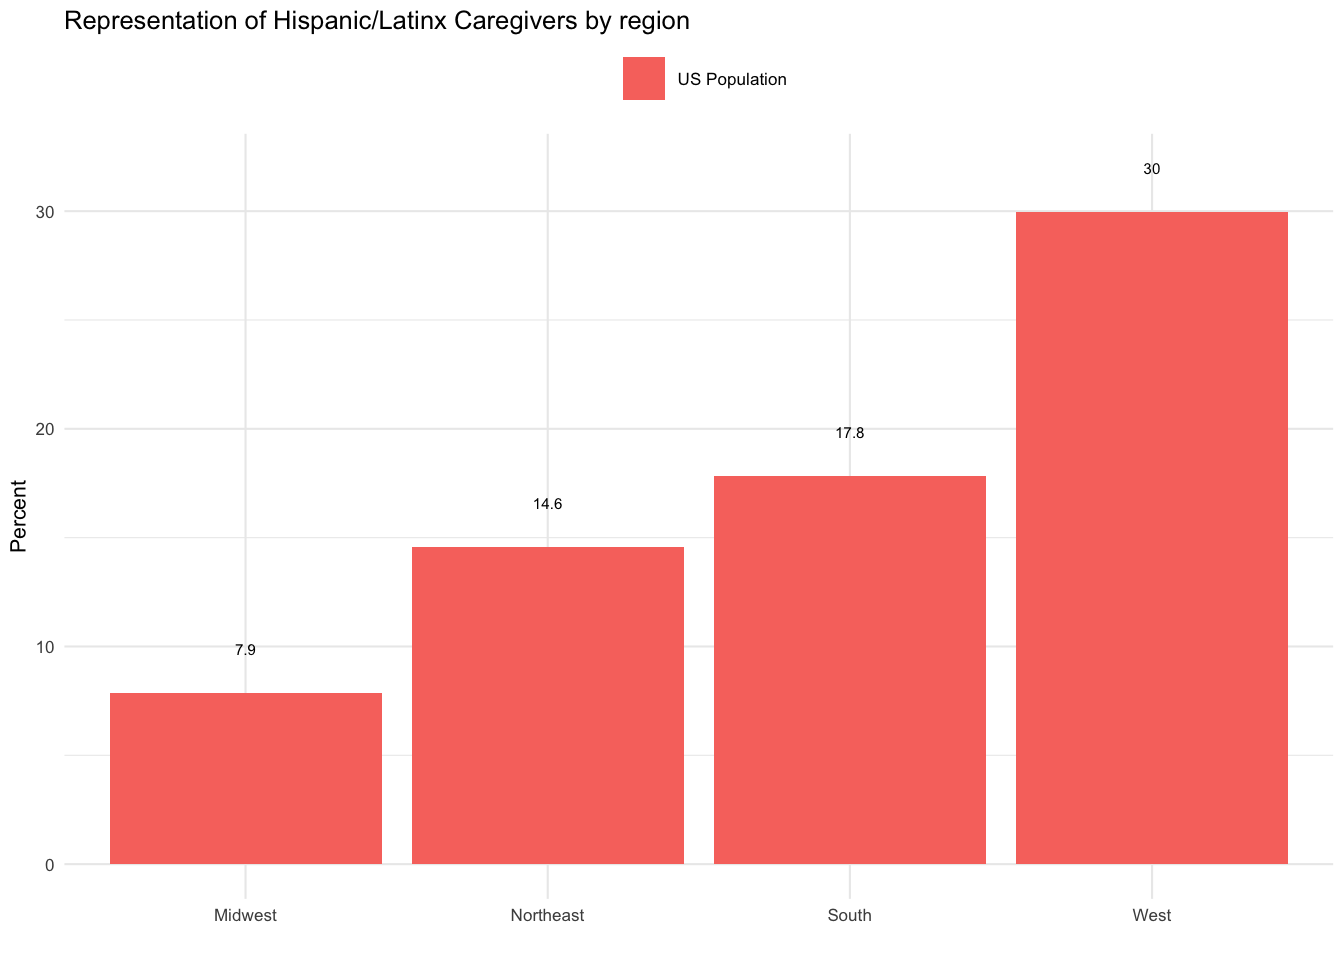 Representation of Hispanic/Latinx Caregivers by region
US Population
30
30
17.8
20
14.6
Percent
7.9
10
0
Midwest Northeast South West